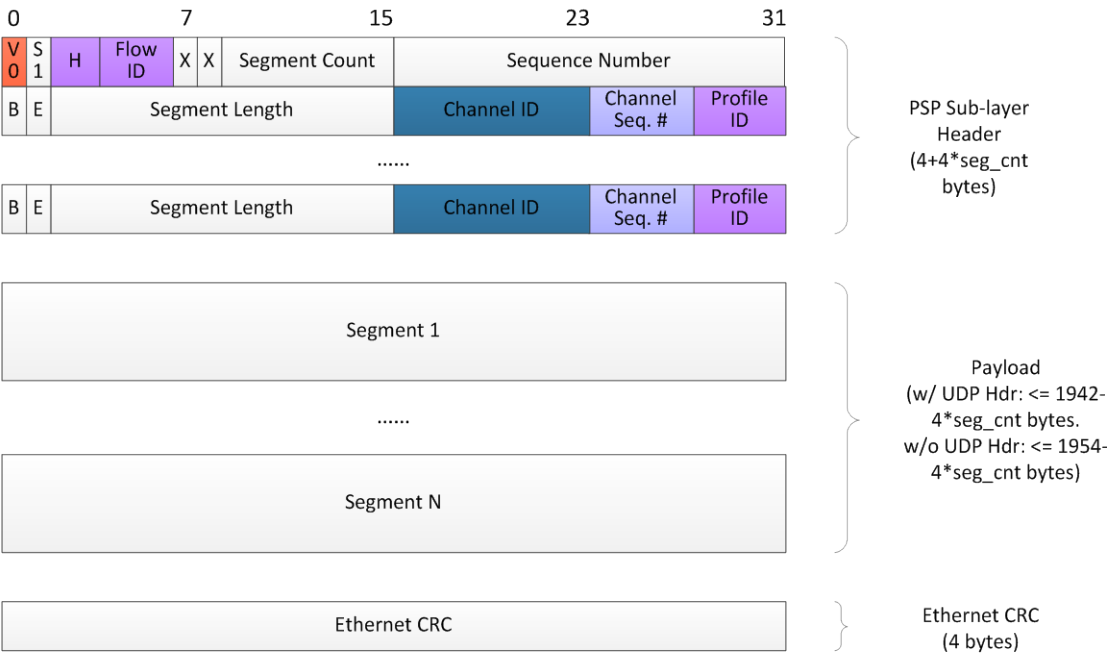 0 7 15 23 31
V S H Flow X X Segment Count Sequence Number
0 1 ID
B E Segment Length Channel ID Channel Profile
Seq. # ID
......
B E Segment Length Channel ID Channel Profile
Seq. # ID
PSP Sub-layer
Header
(4+4*seg_cnt
bytes)
Segment 1
......
Segment N
Payload
(w/ UDP Hdr: <= 1942-
4*seg_cnt bytes.
w/o UDP Hdr: <= 1954-
4*seg_cnt bytes)
Ethernet CRC
Ethernet CRC
(4 bytes)